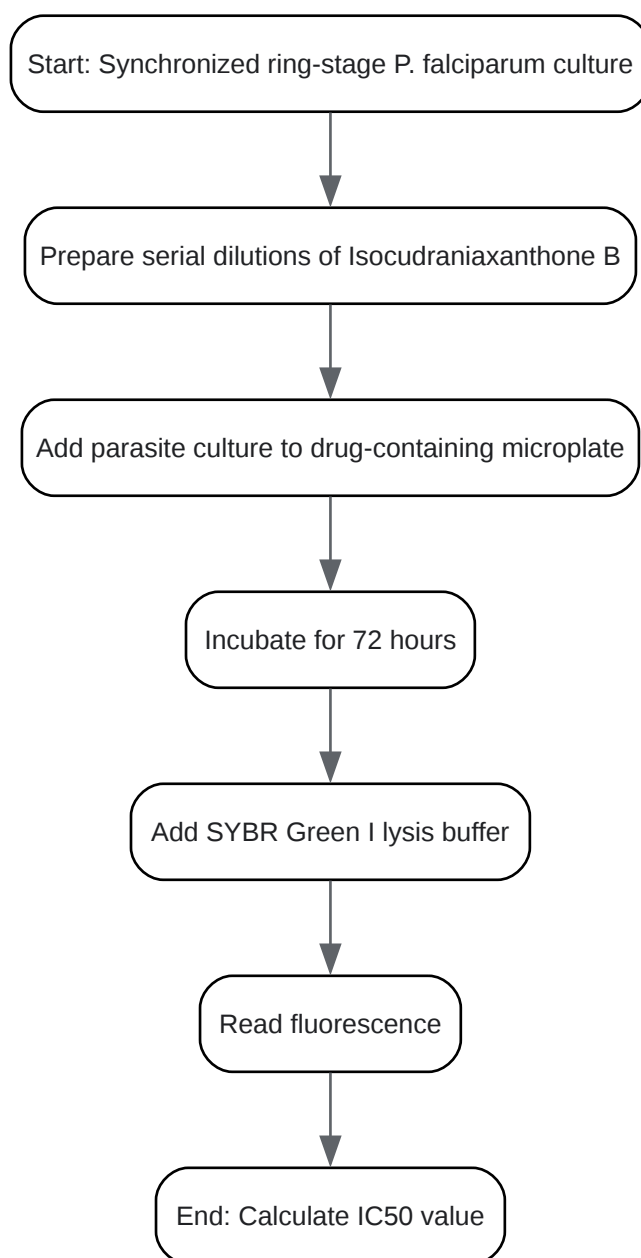 Start: Synchronized ring-stage P. falciparum culture
Prepare serial dilutions of Isocudraniaxanthone B
Add parasite culture to drug-containing microplate
Incubate for 72 hours
Add SYBR Green I lysis buffer
Read fluorescence
End: Calculate IC50 value